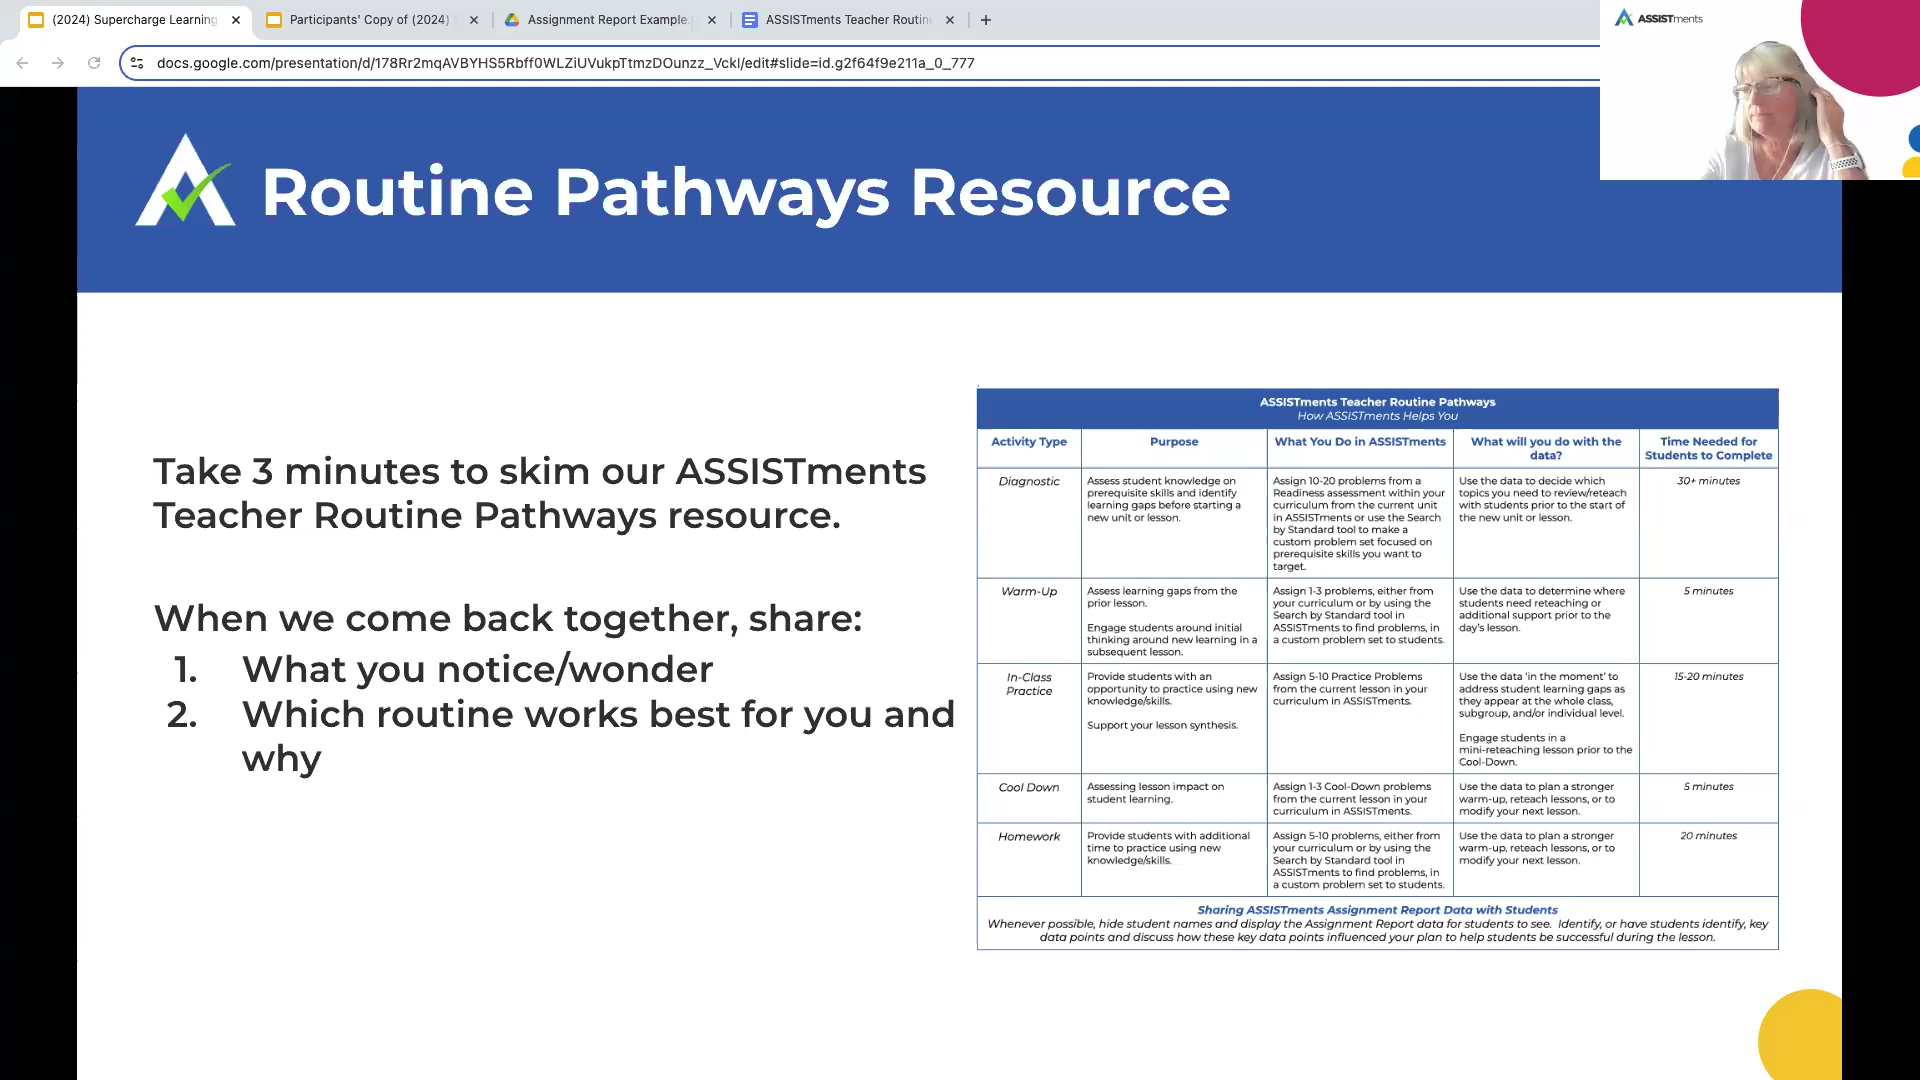 (2024) Supercharge Learning
Participants' Copy of (2024)
Assignment Report Example.
ASSISTments Teacher Routin
docs.google.com/presentation/d/178Rr2mqAVBYHS5Rbff0WLZiUVukpTtmzDOunzz_VckI/edit#slide=id.g2f64f9e211a_0_777
ASSISTments
Routine Pathways Resource
Take 3 minutes to skim our ASSISTments
Teacher Routine Pathways resource.
When we come back together, share:
1. What you notice/wonder
2. Which routine works best for you and
why
ASSISTments Teacher Routine Pathways
How ASSISTments Helps You
Activity Type
Purpose
What You Do in ASSISTments
What will you do with the
data?
Time Needed for
Students to Complete
Diagnostic
Assess student knowledge on
prerequisite skills and identify
learning gaps before starting a
new unit or lesson.
Assign 10-20 problems from a
Readiness assessment within your
curriculum from the current unit
in ASSISTments or use the Search
by Standard tool to make a
custom problem set focused on
prerequisite skills you want to
target.
Use the data to decide which
topics you need to review/reteach
with students prior to the start of
the new unit or lesson.
30+ minutes
Warm-Up
Assess learning gaps from the
prior lesson.
Engage students around initial
thinking around new learning in a
subsequent lesson.
Assign 1-3 problems, either from
your curriculum or by using the
Search by Standard tool in
ASSISTments to find problems, in
a custom problem set to students.
Use the data to determine where
students need reteaching or
additional support prior to the
day's lesson.
5 minutes
In-Class
Practice
Provide students with an
opportunity to practice using new
knowledge/skills.
Support your lesson synthesis.
Assign 5-10 Practice Problems
from the current lesson in your
curriculum in ASSISTments.
Use the data 'in the moment' to
address student learning gaps as
they appear at the whole class,
subgroup, and/or individual level.
Engage students in a
mini-reteaching lesson prior to the
Cool-Down.
15-20 minutes
Cool Down
Assessing lesson impact on
student learning.
Assign 1-3 Cool-Down problems
from the current lesson in your
curriculum in ASSISTments.
Use the data to plan a stronger
warm-up, reteach lessons, or to
modify your next lesson.
5 minutes
Homework
Provide students with additional
time to practice using new
knowledge/skills.
Assign 5-10 problems, either from
your curriculum or by using the
Search by Standard tool in
ASSISTments to find problems, in
a custom problem set to students.
Use the data to plan a stronger
warm-up, reteach lessons, or to
modify your next lesson.
20 minutes
Sharing ASSISTments Assignment Report Data with Students
Whenever possible, hide student names and display the Assignment Report data for students to see. Identify, or have students identify, key
data points and discuss how these key data points influenced your plan to help students be successful during the lesson.